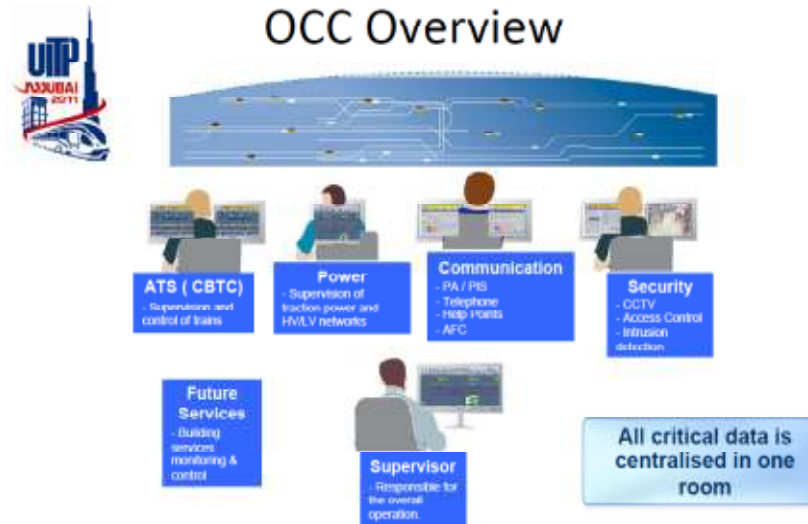 OCC Overview
UITP
DUBAI
2011
ATS ( CBTC)
- Supervision and
control of trains
Power
- Supervision of
traction power and
HV/LV networks
Communication
- PA / PIS
- Telephone
- Help Points
- AFC
Security
- CCTV
- Access Control
- Intrusion
detection
Future
Services
- Building
services
monitoring &
control
Supervisor
- Responsible for
the overall
operation.
All critical data is
centralised in one
room